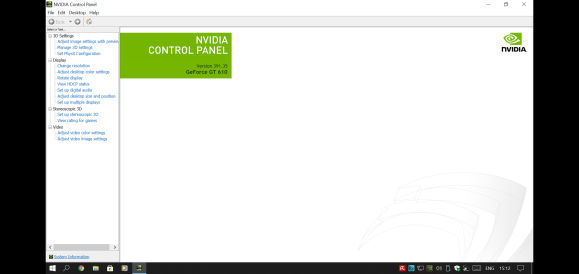 NVIDIA Control Panel
File Edit Desktop Help
Back
Select a Task...
3D Settings
Adjust image settings with preview
Manage 3D settings
Set PhysX Configuration
Display
Change resolution
Adjust desktop color settings
Rotate display
View HDCP status
Set up digital audio
Adjust desktop size and position
Set up multiple displays
Stereoscopic 3D
Set up stereoscopic 3D
View rating for games
Video
Adjust video color settings
Adjust video image settings
System Information
NVIDIA
CONTROL PANEL
Version 391.35
GeForce GT 610
NVIDIA.
ENG 15:12